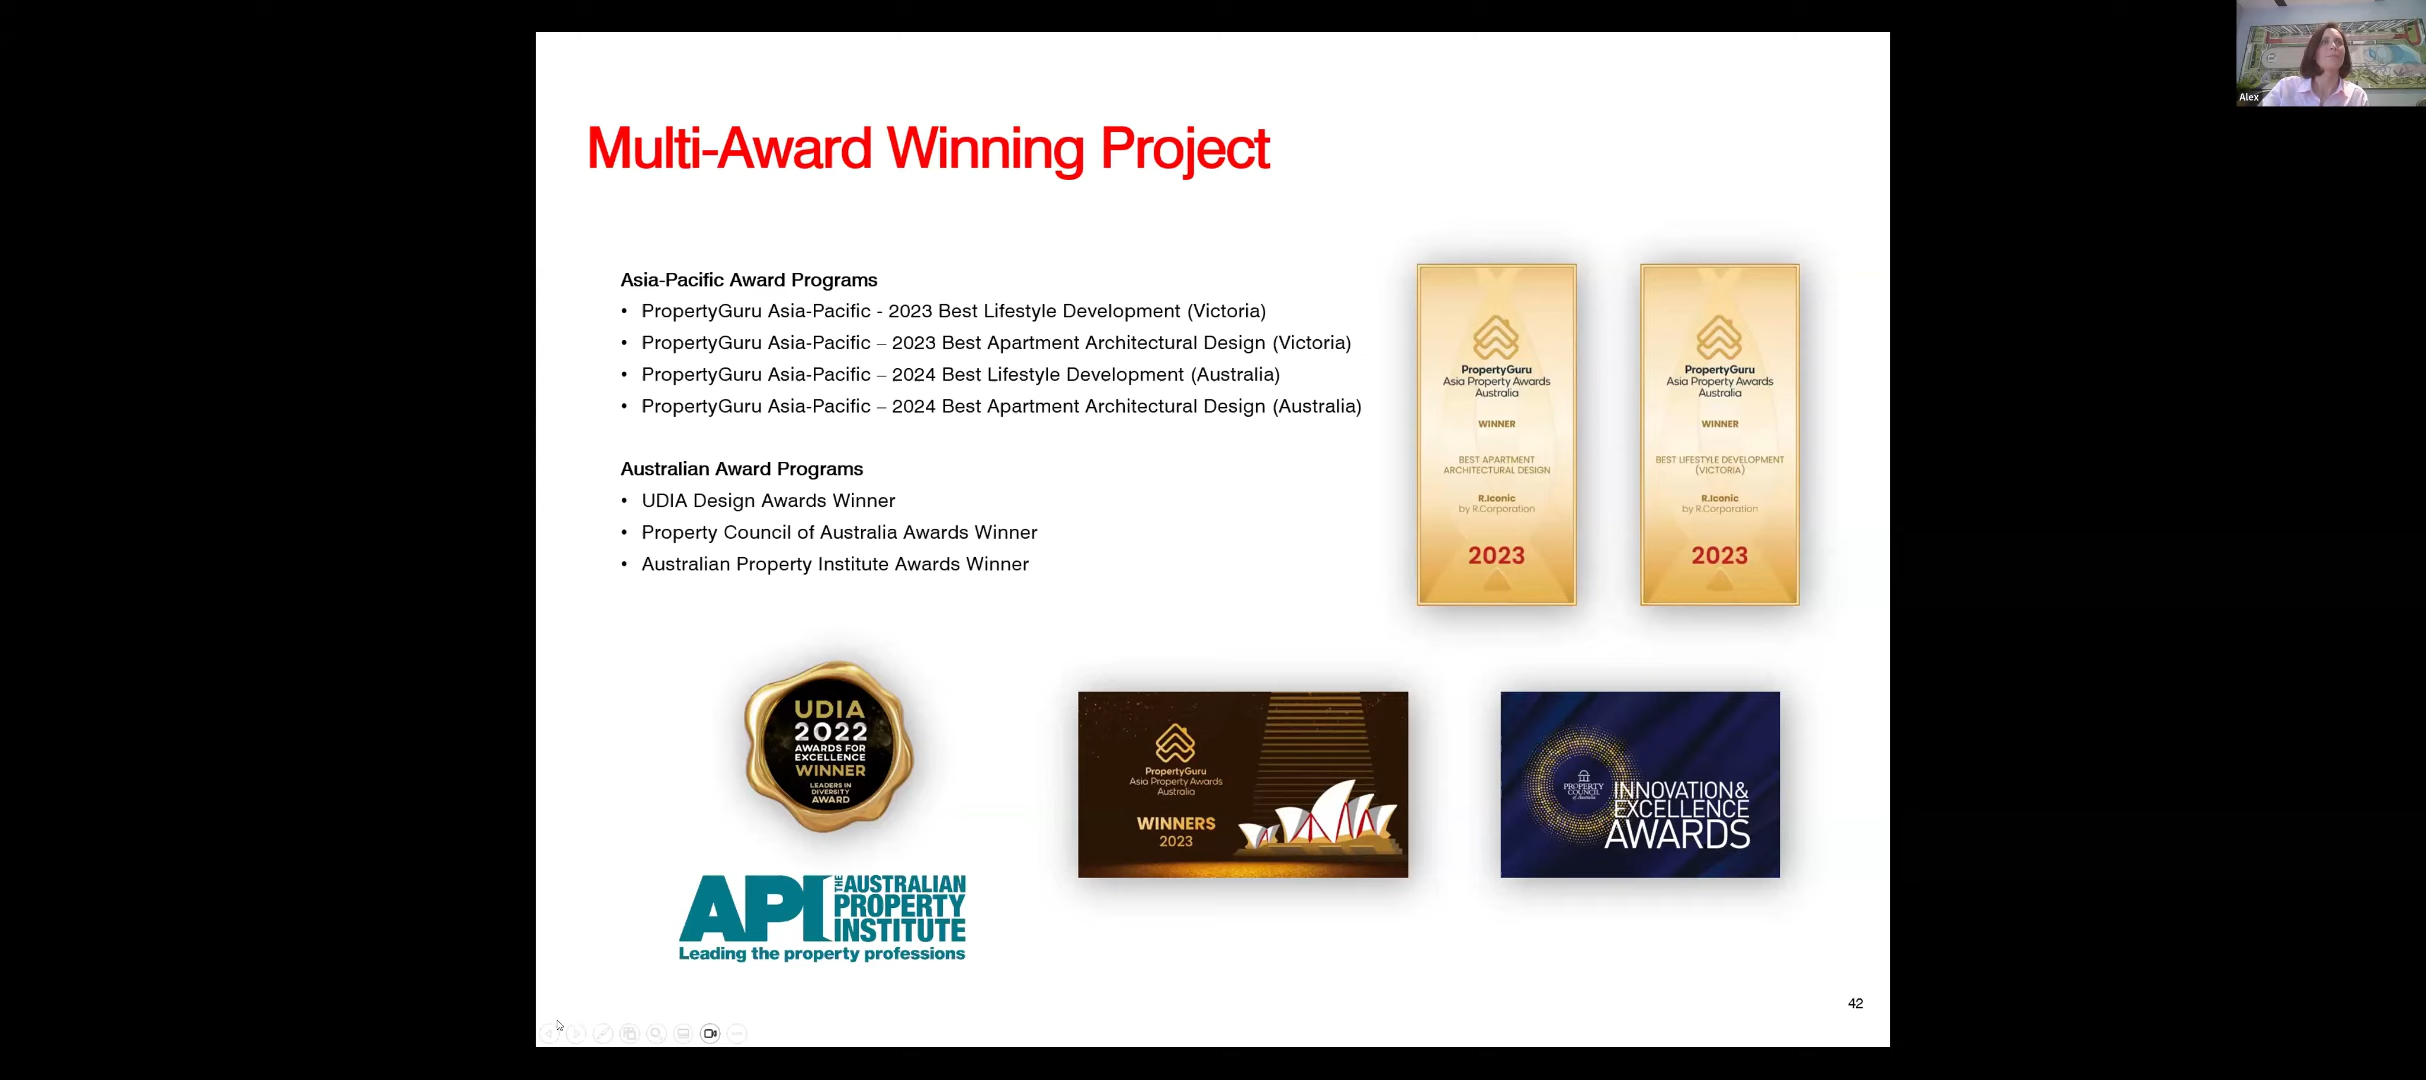 Multi-Award Winning Project
Asia-Pacific Award Programs
• PropertyGuru Asia-Pacific - 2023 Best Lifestyle Development (Victoria)
• PropertyGuru Asia-Pacific – 2023 Best Apartment Architectural Design (Victoria)
• PropertyGuru Asia-Pacific – 2024 Best Lifestyle Development (Australia)
• PropertyGuru Asia-Pacific – 2024 Best Apartment Architectural Design (Australia)
Australian Award Programs
• UDIA Design Awards Winner
• Property Council of Australia Awards Winner
• Australian Property Institute Awards Winner
PropertyGuru
Asia Property Awards
Australia
WINNER
BEST APARTMENT
ARCHITECTURAL DESIGN
R.Iconic
by R.Corporation
2023
PropertyGuru
Asia Property Awards
Australia
WINNER
BEST LIFESTYLE DEVELOPMENT
(VICTORIA)
R.Iconic
by R.Corporation
2023
UDIA
2022
AWARDS FOR
EXCELLENCE
WINNER
LEADERS IN
DIVERSITY
AWARD
PropertyGuru
Asia Property Awards
Australia
WINNERS
2023
PROPERTY
COUNCIL
of Australia
INNOVATION&
EXCELLENCE
AWARDS
API
THE AUSTRALIAN
PROPERTY
INSTITUTE
Leading the property professions
42
Alex